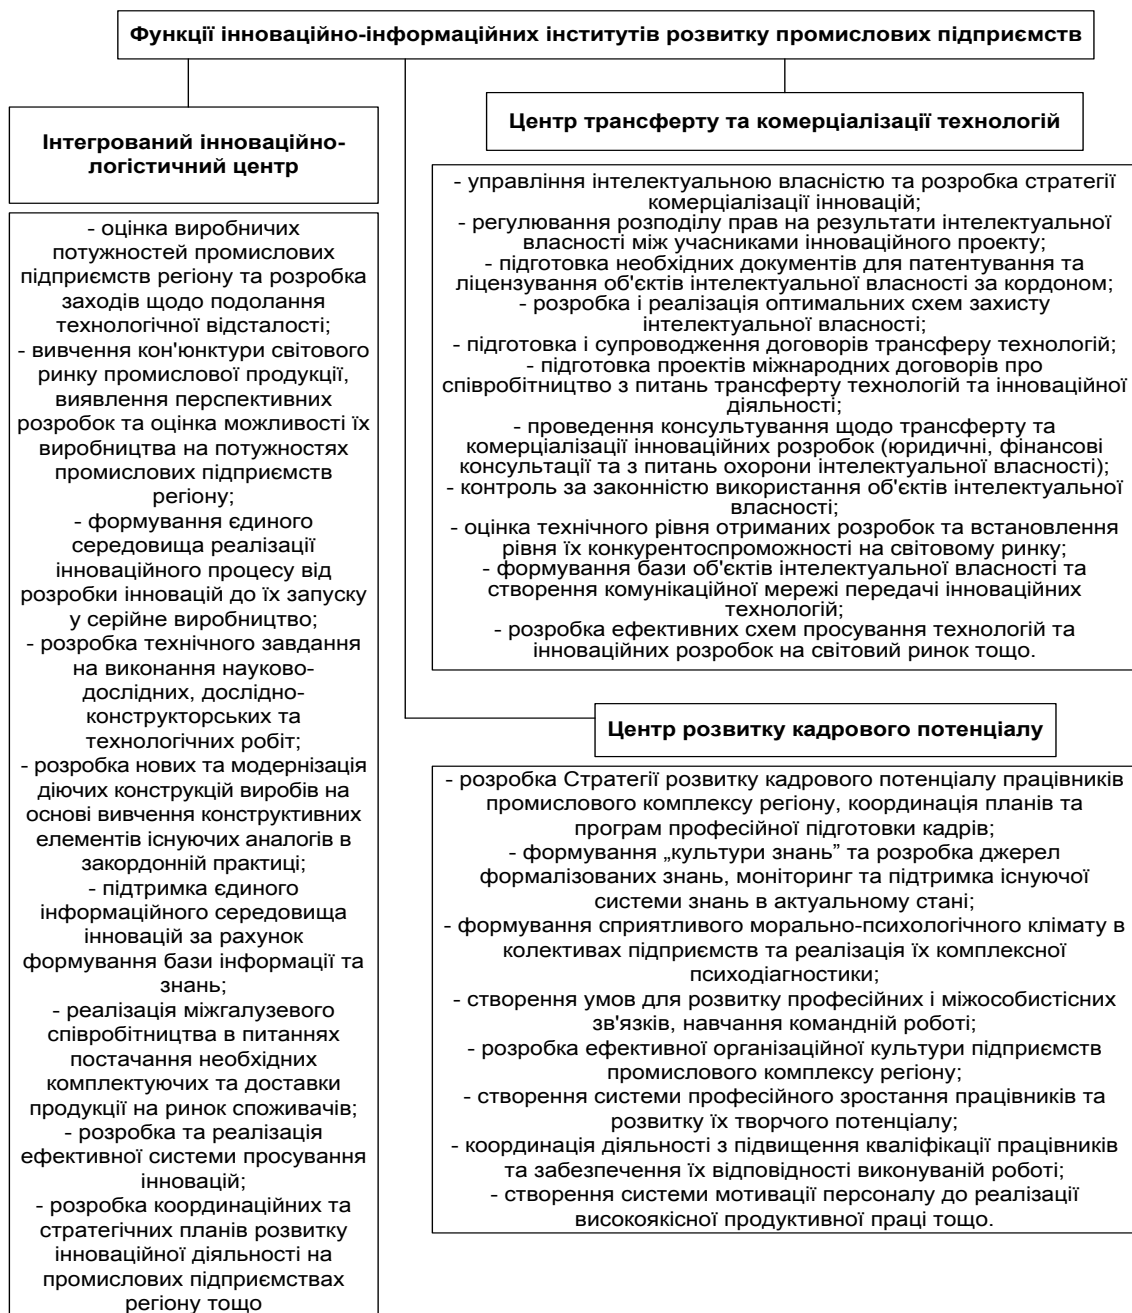 Функції інноваційно-інформаційних інститутів розвитку промислових підприємств
Інтегрований інноваційно-
логістичний центр
- оцінка виробничих
потужностей промислових
підприємств регіону та розробка
заходів щодо подолання
технологічної відсталості;
- вивчення кон'юнктури світового
ринку промислової продукції,
виявлення перспективних
розробок та оцінка можливості їх
виробництва на потужностях
промислових підприємств
регіону;
- формування єдиного
середовища реалізації
інноваційного процесу від
розробки інновацій до їх запуску
у серійне виробництво;
- розробка технічного завдання
на виконання науково-
дослідних, дослідно-
конструкторських та
технологічних робіт;
- розробка нових та модернізація
діючих конструкцій виробів на
основі вивчення конструктивних
елементів існуючих аналогів в
закордонній практиці;
- підтримка єдиного
інформаційного середовища
інновацій за рахунок
формування бази інформації та
знань;
- реалізація міжгалузевого
співробітництва в питаннях
постачання необхідних
комплектуючих та доставки
продукції на ринок споживачів;
- розробка та реалізація
ефективної системи просування
інновацій;
- розробка координаційних та
стратегічних планів розвитку
інноваційної діяльності на
промислових підприємствах
регіону тощо
Центр трансферту та комерціалізації технологій
- управління інтелектуальною власністю та розробка стратегії
комерціалізації інновацій;
- регулювання розподілу прав на результати інтелектуальної
власності між учасниками інноваційного проекту;
- підготовка необхідних документів для патентування та
ліцензування об'єктів інтелектуальної власності за кордоном;
- розробка і реалізація оптимальних схем захисту
інтелектуальної власності;
- підготовка і супроводження договорів трансферу технологій;
- підготовка проектів міжнародних договорів про
співробітництво з питань трансферту технологій та інноваційної
діяльності;
- проведення консультування щодо трансферту та
комерціалізації інноваційних розробок (юридичні, фінансові
консультації та з питань охорони інтелектуальної власності);
- контроль за законністю використання об'єктів інтелектуальної
власності;
- оцінка технічного рівня отриманих розробок та встановлення
рівня їх конкурентоспроможності на світовому ринку;
- формування бази об'єктів інтелектуальної власності та
створення комунікаційної мережі передачі інноваційних
технологій;
- розробка ефективних схем просування технологій та
інноваційних розробок на світовий ринок тощо.
Центр розвитку кадрового потенціалу
- розробка Стратегії розвитку кадрового потенціалу працівників
промислового комплексу регіону, координація планів та
програм професійної підготовки кадрів;
- формування „культури знань” та розробка джерел
формалізованих знань, моніторинг та підтримка існуючої
системи знань в актуальному стані;
- формування сприятливого морально-психологічного клімату в
колективах підприємств та реалізація їх комплексної
психодіагностики;
- створення умов для розвитку професійних і міжособистісних
зв'язків, навчання командній роботі;
- розробка ефективної організаційної культури підприємств
промислового комплексу регіону;
- створення системи професійного зростання працівників та
розвитку їх творчого потенціалу;
- координація діяльності з підвищення кваліфікації працівників
та забезпечення їх відповідності виконуваній роботі;
- створення системи мотивації персоналу до реалізації
високоякісної продуктивної праці тощо.